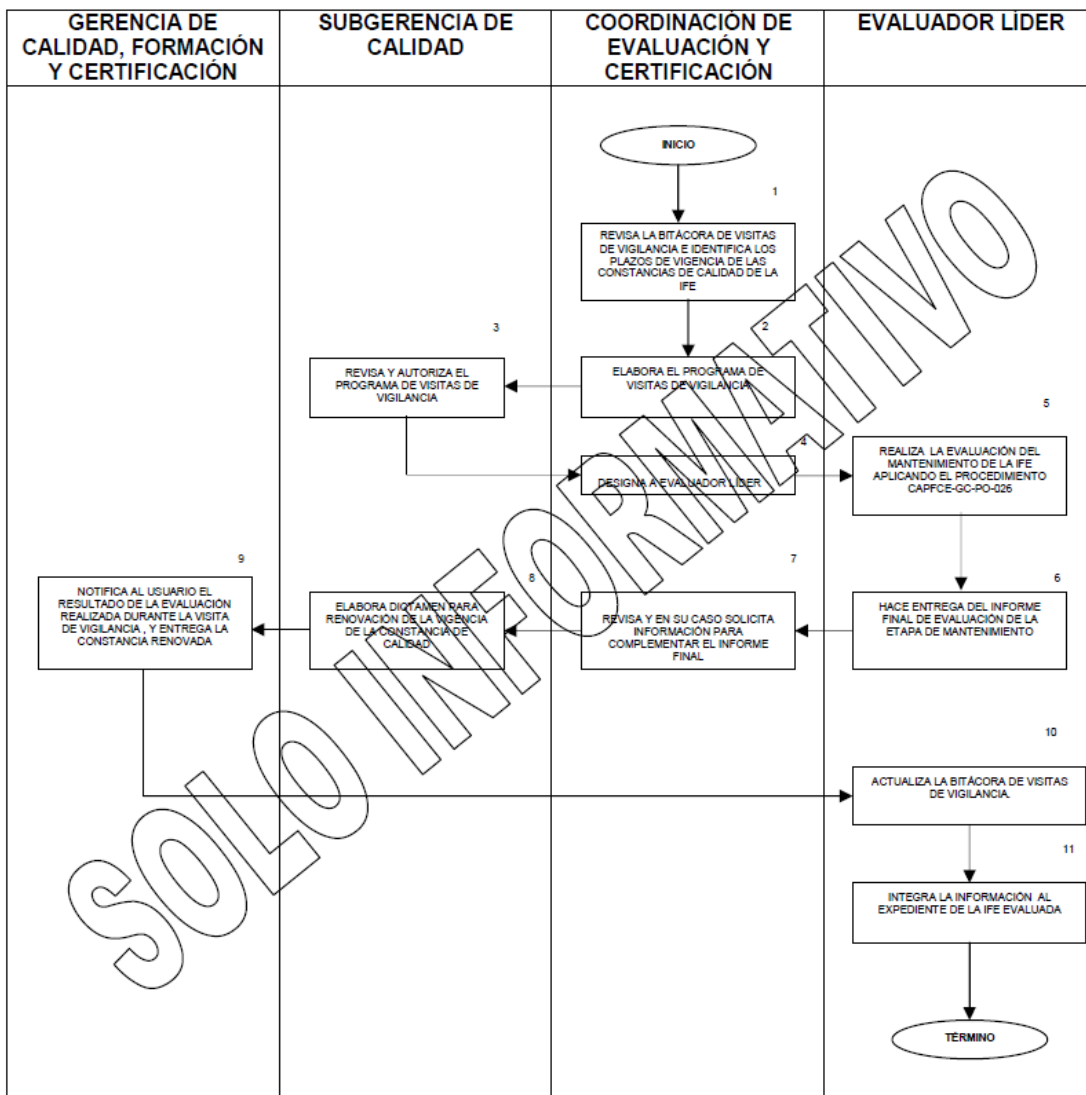 GERENCIA DE
CALIDAD, FORMACIÓN
Y CERTIFICACIÓN
SUBGERENCIA DE
CALIDAD
COORDINACIÓN DE
EVALUACIÓN Y
CERTIFICACIÓN
EVALUADOR LÍDER
INICIO
1
REVISA LA BITÁCORA DE VISITAS
DE VIGILANCIA E IDENTIFICA LOS
PLAZOS DE VIGENCIA DE LAS
CONSTANCIAS DE CALIDAD DE LA
IFE
2
ELABORA EL PROGRAMA DE
VISITAS DE VIGILANCIA
3
REVISA Y AUTORIZA EL
PROGRAMA DE VISITAS DE
VIGILANCIA
4
DESIGNA A EVALUADOR LÍDER
5
REALIZA LA EVALUACIÓN DEL
MANTENIMIENTO DE LA IFE
APLICANDO EL PROCEDIMIENTO
CAPFCE-GC-PO-026
6
HACE ENTREGA DEL INFORME
FINAL DE EVALUACIÓN DE LA
ETAPA DE MANTENIMIENTO
7
REVISA Y EN SU CASO SOLICITA
INFORMACIÓN PARA
COMPLEMENTAR EL INFORME
FINAL
8
ELABORA DICTAMEN PARA
RENOVACIÓN DE LA VIGENCIA
DE LA CONSTANCIA DE
CALIDAD
9
NOTIFICA AL USUARIO EL
RESULTADO DE LA EVALUACIÓN
REALIZADA DURANTE LA VISITA
DE VIGILANCIA , Y ENTREGA LA
CONSTANCIA RENOVADA
10
ACTUALIZA LA BITÁCORA DE VISITAS
DE VIGILANCIA.
11
INTEGRA LA INFORMACIÓN AL
EXPEDIENTE DE LA IFE EVALUADA
TÉRMINO
SOLO INFORMATIVO